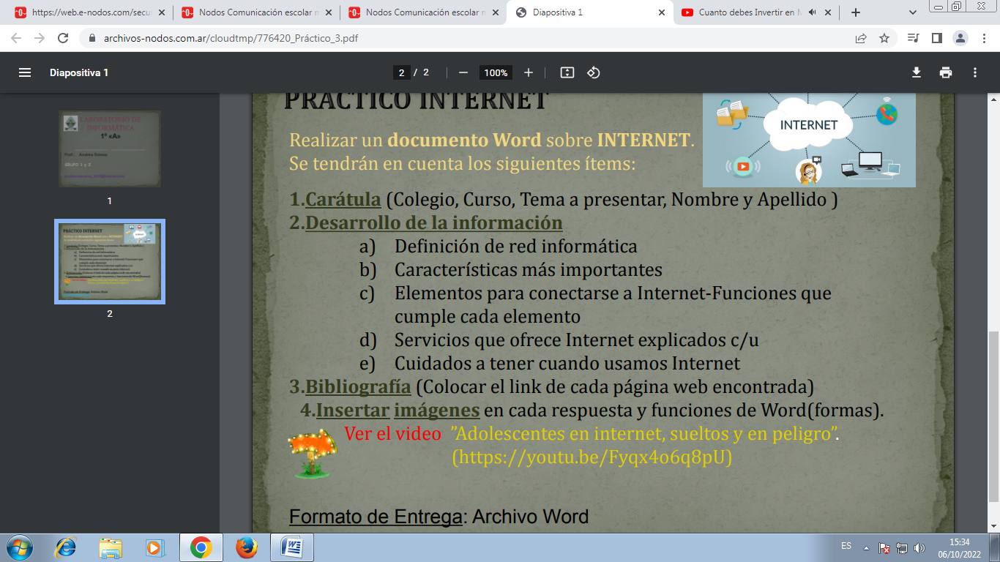 https://web.e-nodos.com/secu
Nodos Comunicación escolar n
Nodos Comunicación escolar n
Diapositiva 1
Cuanto debes Invertir en M
archivos-nodos.com.ar/cloudtmp/776420_Práctico_3.pdf
Diapositiva 1
2 / 2
100%
LABORATORIO DE
INFORMÁTICA
1º «A»
GRUPO 1 y 2
1
2
PRÁCTICO INTERNET
INTERNET
Realizar un documento Word sobre INTERNET.
Se tendrán en cuenta los siguientes ítems:
1.Carátula (Colegio, Curso, Tema a presentar, Nombre y Apellido )
2.Desarrollo de la información
a) Definición de red informática
b) Características más importantes
c) Elementos para conectarse a Internet-Funciones que
cumple cada elemento
d) Servicios que ofrece Internet explicados c/u
e) Cuidados a tener cuando usamos Internet
3.Bibliografía (Colocar el link de cada página web encontrada)
4.Insertar imágenes en cada respuesta y funciones de Word(formas).
Ver el video ”Adolescentes en internet, sueltos y en peligro”.
(https://youtu.be/Fyqx4o6q8pU)
Formato de Entrega: Archivo Word
ES
15:34
06/10/2022